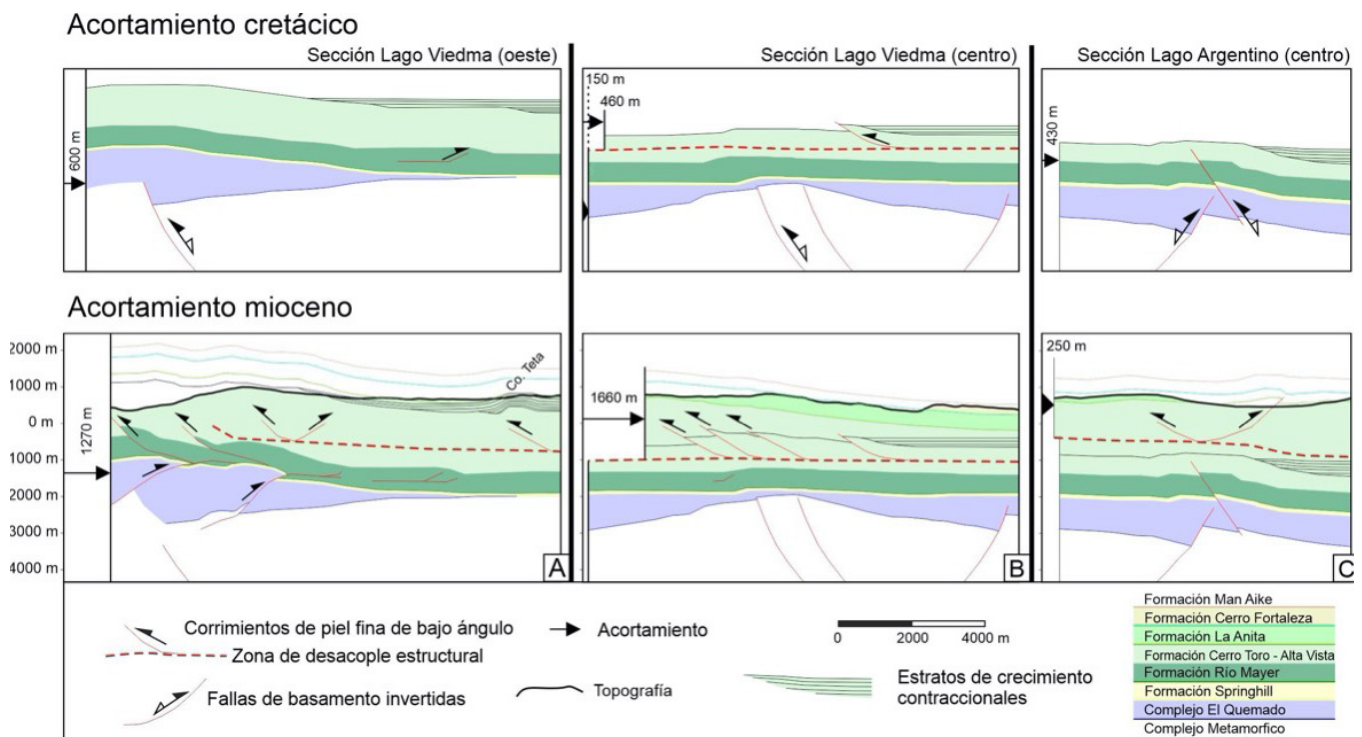 Acortamiento cretácico
Sección Lago Viedma (oeste)
Sección Lago Viedma (centro)
Sección Lago Argentino (centro)
600 m
150 m
460 m
430 m
Acortamiento mioceno
2000 m
1000 m
0 m
1000 m
2000 m
3000 m
4000 m
1270 m
Co. Teta
A
1660 m
B
250 m
C
Corrimientos de piel fina de bajo ángulo
Zona de desacople estructural
Fallas de basamento invertidas
Acortamiento
Topografía
0 2000 m 4000 m
Estratos de crecimiento
contraccionales
Formación Man Aike
Formación Cerro Fortaleza
Formación La Anita
Formación Cerro Toro - Alta Vista
Formación Río Mayer
Formación Springhill
Complejo El Quemado
Complejo Metamorfico